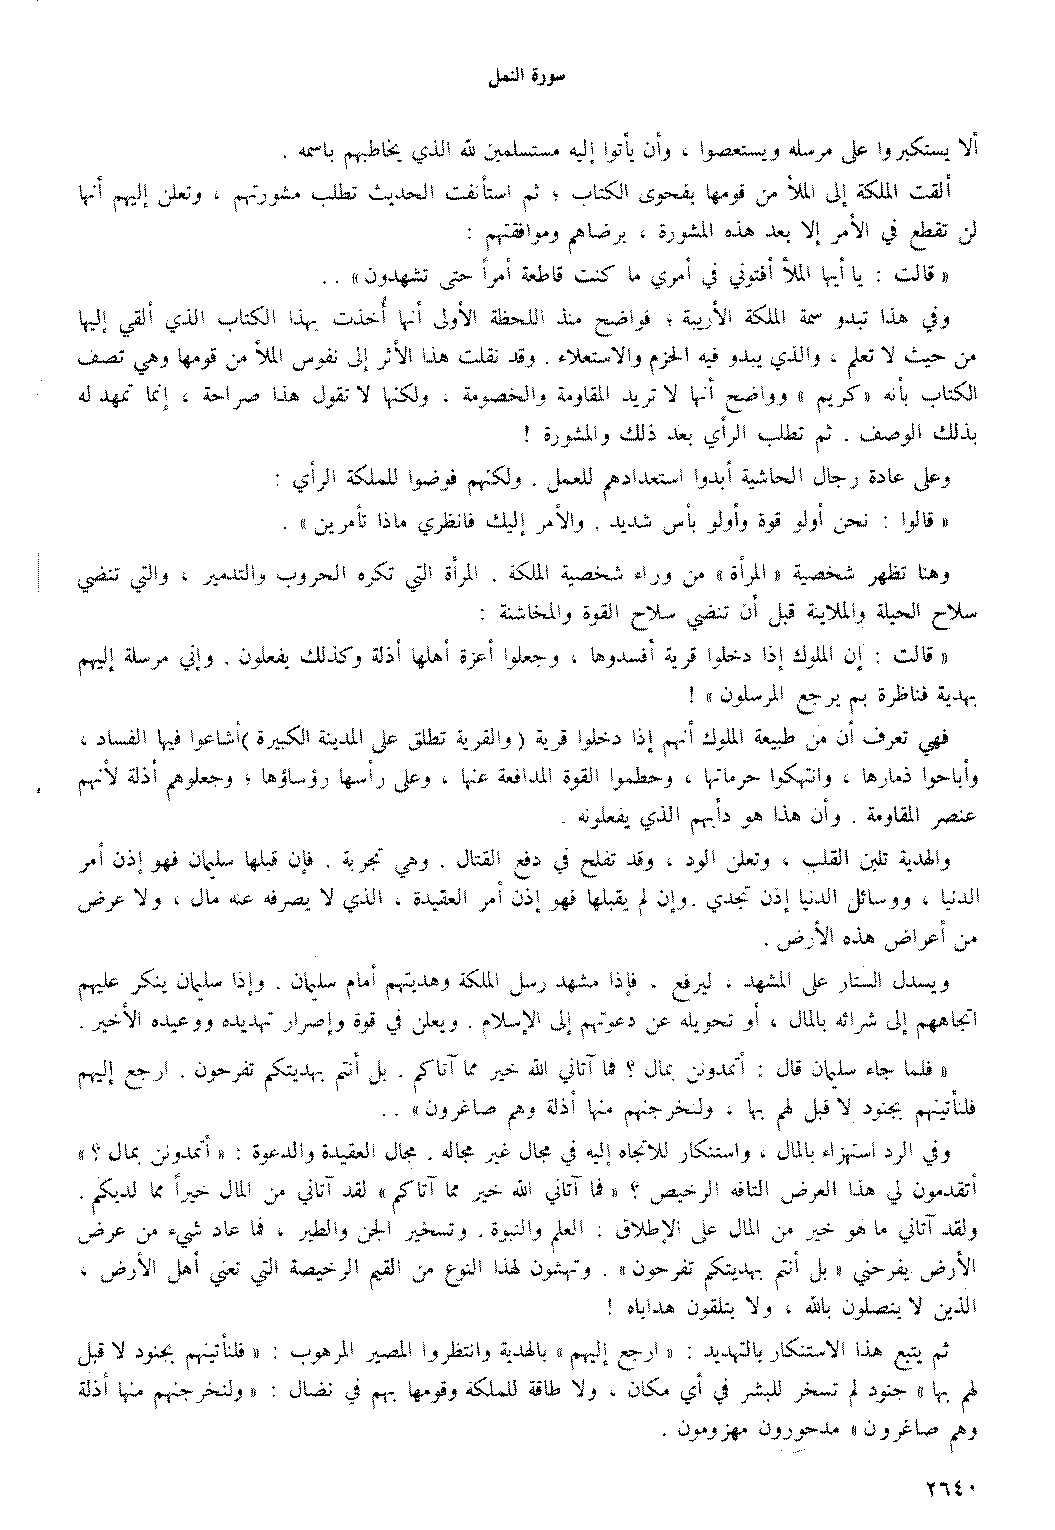 سورة النمل
ألا يستكبروا على مرسله ويستعصوا ، وأن يأتوا إليه مستسلمين لله الذي يخاطبهم باسمه .
ألقت الملكة إلى الملأ من قومها بفحوى الكتاب ؛ ثم استأنفت الحديث تطلب مشورتهم ، وتعلن إليهم أنها
لن تقطع في الأمر إلا بعد هذه المشورة ، برضاهم وموافقتهم :
« قالت : يا أيها الملأ أفتوني في أمري ما كنت قاطعة أمراً حتى تشهدون» . .
وفي هذا تبدو سمة الملكة الأريبة ؛ فواضح منذ اللحظة الأولى أنها أُخذت بهذا الكتاب الذي ألقي إليها
من حيث لا تعلم ، والذي يبدو فيه الحزم والاستعلاء . وقد نقلت هذا الأثر إلى نفوس الملأ من قومها وهي تصف
الكتاب بأنه «كريم » وواضح أنها لا تريد المقاومة والخصومة ، ولكنها لا تقول هذا صراحة ، إنما تمهد له
بذلك الوصف . ثم تطلب الرأي بعد ذلك والمشورة !
وعلى عادة رجال الحاشية أبدوا استعدادهم للعمل . ولكنهم فوضوا للملكة الرأي :
« قالوا : نحن أولو قوة وأولو بأس شديد . والأمر إليك فانظري ماذا تأمرين » .
وهنا تظهر شخصية « المرأة » من وراء شخصية الملكة . المرأة التي تكره الحروب والتدمير ، والتي تنضي
سلاح الحيلة والملاينة قبل أن تنضي سلاح القوة والمخاشنة :
« قالت : إن الملوك إذا دخلوا قرية أفسدوها ، وجعلوا أعزة أهلها أذلة وكذلك يفعلون . وإني مرسلة إليهم
بهدية فناظرة بم يرجع المرسلون » !
فهي تعرف أن من طبيعة الملوك أنهم إذا دخلوا قرية ( والقرية تطلق على المدينة الكبيرة )أشاعوا فيها الفساد ،
وأباحوا ذمارها ، وانتهكوا حرماتها ، وحطموا القوة المدافعة عنها ، وعلى رأسها رؤساؤها ؛ وجعلوهم أذلة لأنهم
عنصر المقاومة . وأن هذا هو دأبهم الذي يفعلونه .
والهدية تلين القلب ، وتعلن الود ، وقد تفلح في دفع القتال . وهي تجربة . فإن قبلها سليمان فهو إذن أمر
الدنيا ، ووسائل الدنيا إذن تجدي .وإن لم يقبلها فهو إذن أمر العقيدة ، الذي لا يصرفه عنه مال ، ولا عرض
من أعراض هذه الأرض .
ويسدل الستار على المشهد ، ليرفع ، فإذا مشهد رسل الملكة وهديتهم أمام سليمان . وإذا سليمان ينكر عليهم
اتجاههم إلى شرائه بالمال ، أو تحويله عن دعوتهم إلى الإسلام . ويعلن في قوة وإصرار تهديده ووعيده الأخير .
« فلما جاء سليمان قال : أتمدونن بمال ؟ فما آتاني الله خير مما آتاكم . بل أنتم بهديتكم تفرحون . ارجع إليهم
فلنأتينهم بجنود لا قبل لهم بها ، ولنخرجنهم منها أذلة وهم صاغرون» . .
وفي الرد استهزاء بالمال ، واستنكار للاتجاه إليه في مجال غير مجاله . مجال العقيدة والدعوة : « أتمدونن بمال ؟ »
أتقدمون لي هذا العرض التافه الرخيص ؟ « فما آتاني الله خير مما آتاكم » لقد آتاني من المال خيراً مما لديكم .
ولقد آتاني ما هو خير من المال على الإطلاق : العلم والنبوة . وتسخير الجن والطير ، فما عاد شيء من عرض
الأرض يفرحني « بل أنتم بهديتكم تفرحون» . وتهشون لهذا النوع من القيم الرخيصة التي تعني أهل الأرض ،
الذين لا يتصلون بالله ، ولا يتلقون هداياه !
ثم يتبع هذا الاستنكار بالتهديد : « ارجع إليهم » بالهدية وانتظروا المصير المرهوب : « فلنأتينهم بجنود لا قبل
لهم بها » جنود لم تسخر للبشر في أي مكان ، ولا طاقة للملكة وقومها بهم في نضال : « ولنخرجنهم منها أذلة
وهم صاغرون » مدحورون مهزومون .
٢٦٤٠